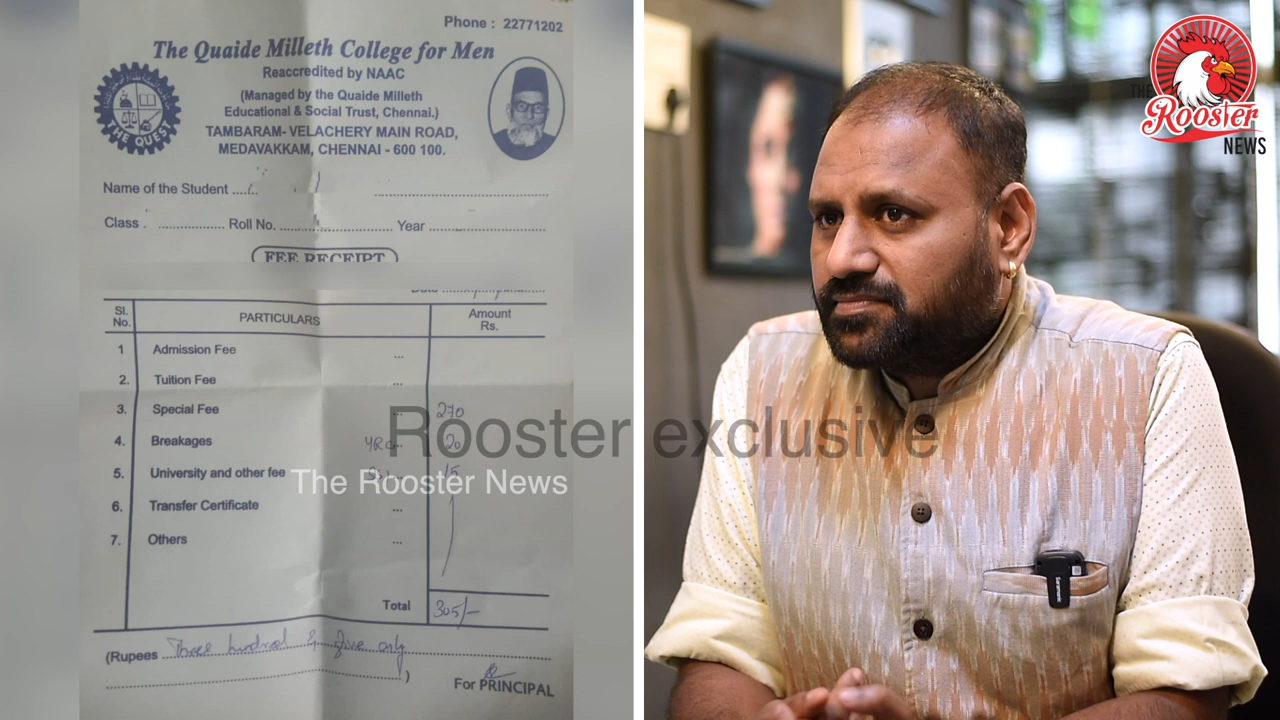 Phone : 22771202
The Quaide Milleth College for Men
Reaccredited by NAAC
(Managed by the Quaide Milleth
Educational & Social Trust, Chennai.)
TAMBARAM- VELACHERY MAIN ROAD,
MEDAVAKKAM, CHENNAI - 600 100.
THE QUEST
Name of the Student
Class . Roll No. Year
FEE RECEIPT
Sl. No. PARTICULARS Amount Rs.
1 Admission Fee ...
2. Tuition Fee ...
3. Special Fee ... 270
4. Breakages 20
5. University and other fee 15
6. Transfer Certificate ...
7. Others ...
Total 305/-
(Rupees Three hundred & five only
)
For PRINCIPAL
Rooster exclusive
The Rooster News
THE
Rooster
NEWS
Saramonic